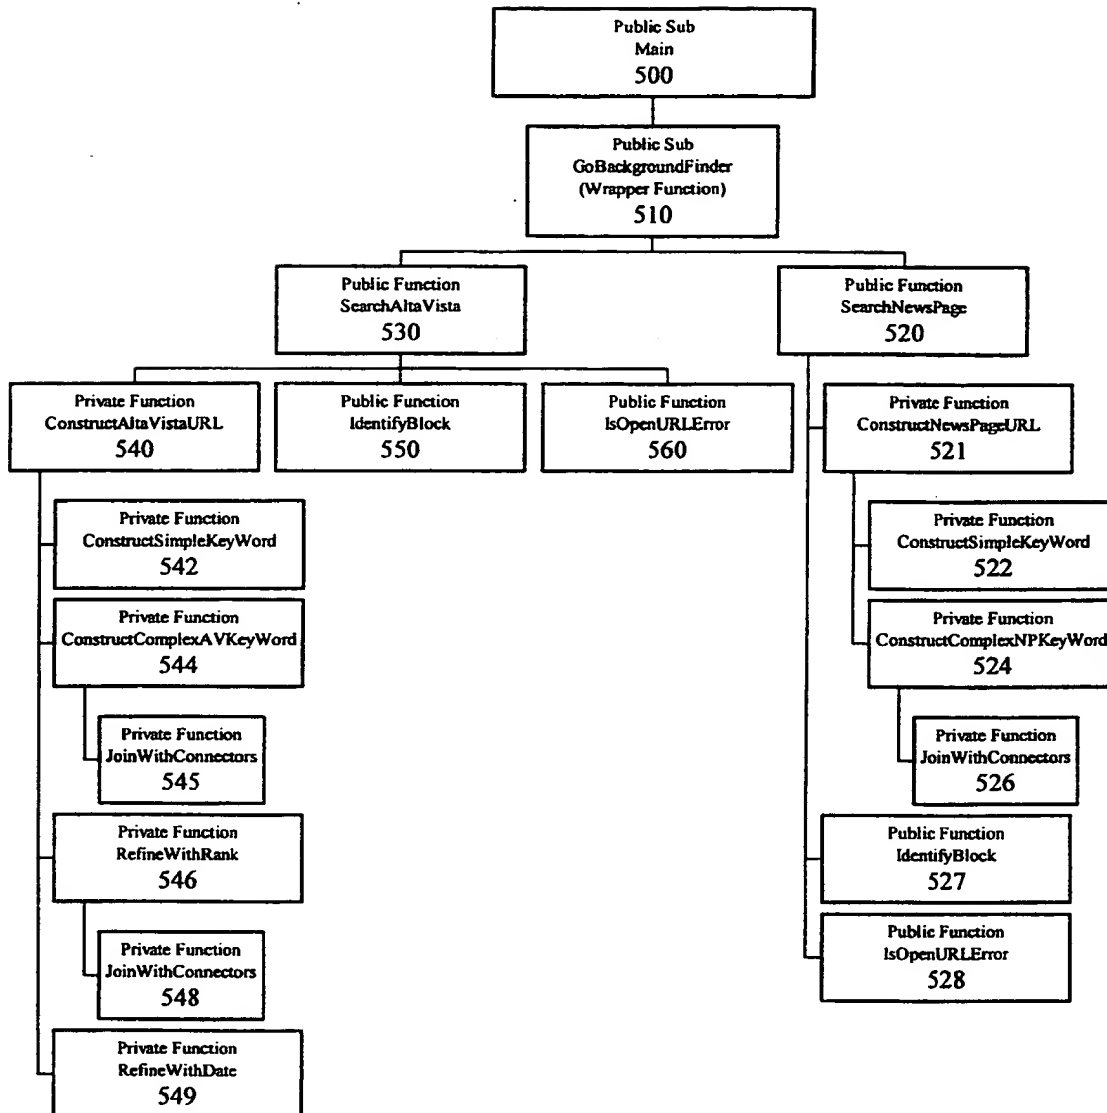 Public Sub
Main
500
Public Sub
GoBackgroundFinder
(Wrapper Function)
510
Public Function
SearchAltaVista
530
Public Function
SearchNewsPage
520
Private Function
ConstructAltaVistaURL
540
Public Function
IdentifyBlock
550
Public Function
IsOpenURLError
560
Private Function
ConstructNewsPageURL
521
Private Function
ConstructSimpleKeyWord
542
Private Function
ConstructSimpleKeyWord
522
Private Function
ConstructComplexAVKeyWord
544
Private Function
ConstructComplexNPKeyWord
524
Private Function
JoinWithConnectors
545
Private Function
JoinWithConnectors
526
Private Function
RefineWithRank
546
Public Function
IdentifyBlock
527
Private Function
JoinWithConnectors
548
Public Function
IsOpenURLError
528
Private Function
RefineWithDate
549